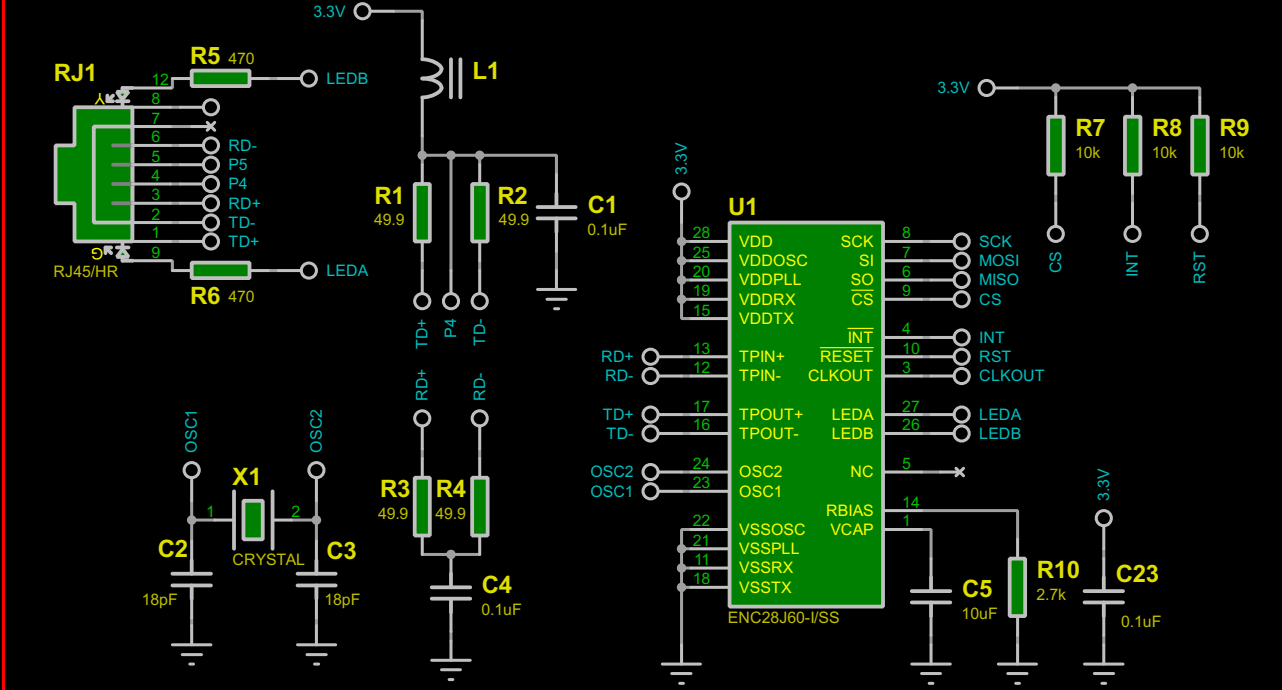 3.3V
L1
RJ1
R5 470
LEDB
12
Y
8
7
6 RD-
5 P5
4 P4
3 RD+
2 TD-
1 TD+
G
9
RJ45/HR
LEDA
R6 470
R1
49.9
R2
49.9
C1
0.1uF
TD+
P4
TD-
RD+
RD-
R3
49.9
R4
49.9
C4
0.1uF
OSC1
OSC2
X1
1
2
CRYSTAL
C2
18pF
C3
18pF
3.3V
U1
28 VDD
25 VDDOSC
20 VDDPLL
19 VDDRX
15 VDDTX
RD+ 13 TPIN+
RD- 12 TPIN-
TD+ 17 TPOUT+
TD- 16 TPOUT-
OSC2 24 OSC2
OSC1 23 OSC1
22 VSSOSC
21 VSSPLL
11 VSSRX
18 VSSTX
SCK 8 SCK
SI 7 MOSI
SO 6 MISO
CS 9 CS
INT 4 INT
RESET 10 RST
CLKOUT 3 CLKOUT
LEDA 27 LEDA
LEDB 26 LEDB
NC 5
RBIAS 14
VCAP 1
ENC28J60-I/SS
C5
10uF
R10
2.7k
3.3V
C23
0.1uF
3.3V
R7
10k
R8
10k
R9
10k
CS
INT
RST